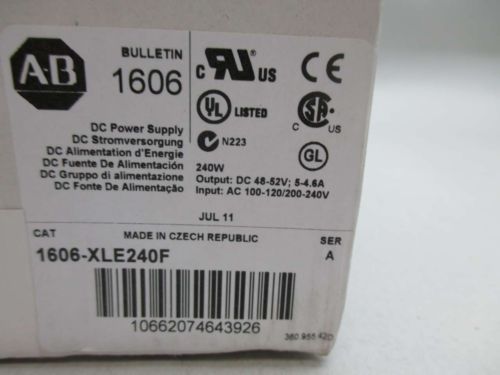 AB
BULLETIN
1606
C RU US
CE
UL LISTED
SA
C US
N223
GL
DC Power Supply
DC Stromversorgung
DC Alimentation d'Energie
DC Fuente De Alimentación
DC Gruppo di alimentazione
DC Fonte De Alimentação
240W
Output: DC 48-52V; 5-4.6A
Input: AC 100-120/200-240V
JUL 11
CAT
MADE IN CZECH REPUBLIC
SER
1606-XLE240F
A
10662074643926